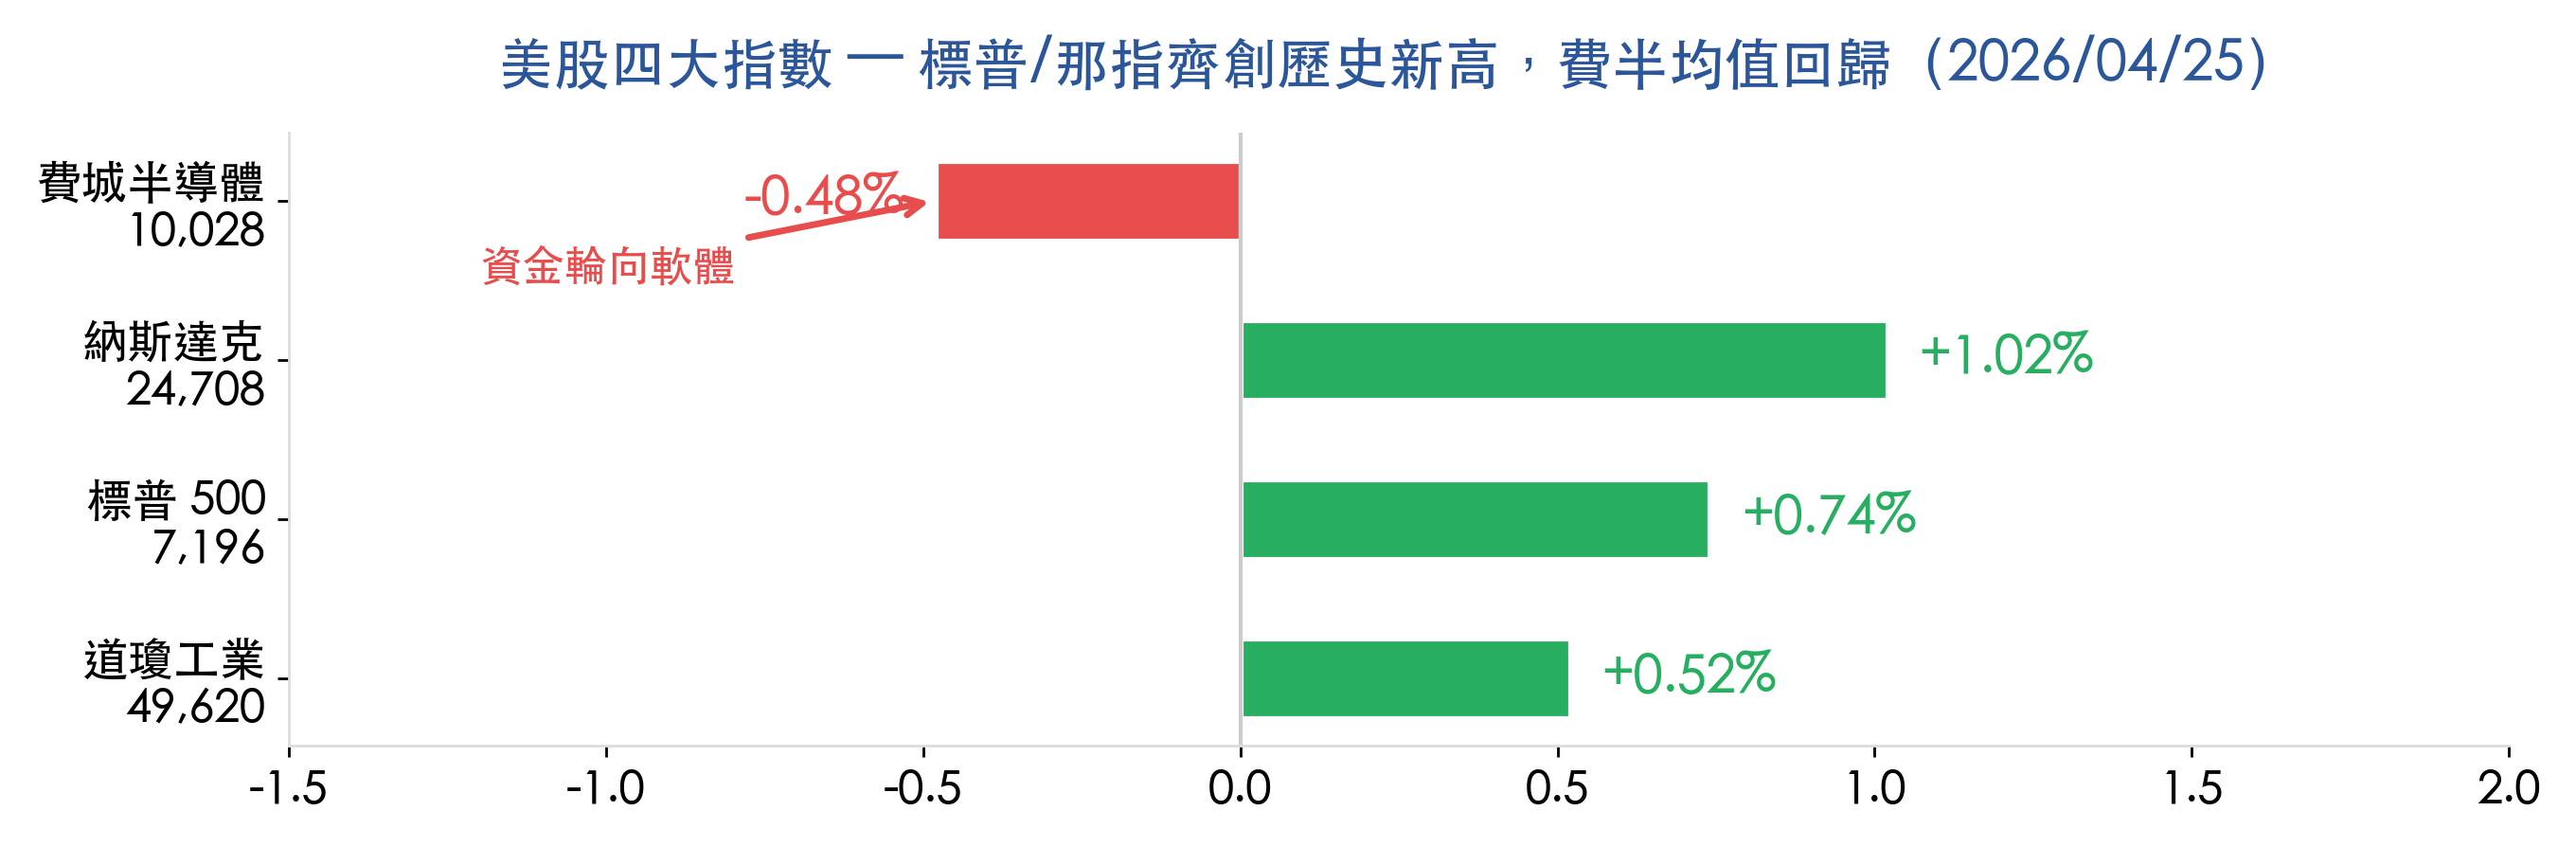 美股四大指數 — 標普/那指齊創歷史新高，費半均值回歸 (2026/04/25)
費城半導體
10,028
-0.48%
資金輪向軟體
納斯達克
24,708
+1.02%
標普 500
7,196
+0.74%
道瓊工業
49,620
+0.52%
-1.5 -1.0 -0.5 0.0 0.5 1.0 1.5 2.0